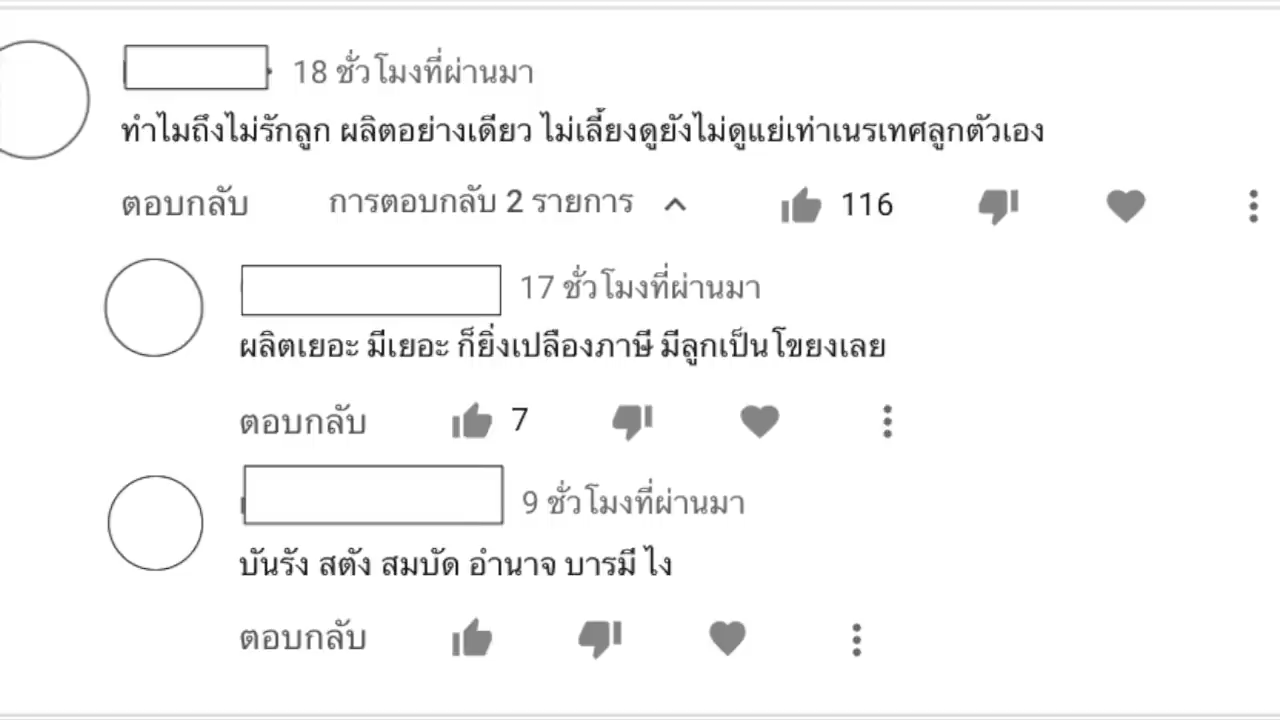 18 ชั่วโมงที่ผ่านมา
ทำไมถึงไม่รักลูก ผลิตอย่างเดียว ไม่เลี้ยงดูยังไม่ดูแย่เท่าเนรเทศลูกตัวเอง
ตอบกลับ การตอบกลับ 2 รายการ 116
17 ชั่วโมงที่ผ่านมา
ผลิตเยอะ มีเยอะ ก็ยิ่งเปลืองภาษี มีลูกเป็นโขยงเลย
ตอบกลับ 7
9 ชั่วโมงที่ผ่านมา
บันรัง สตัง สมบัด อำนาจ บารมี ไง
ตอบกลับ